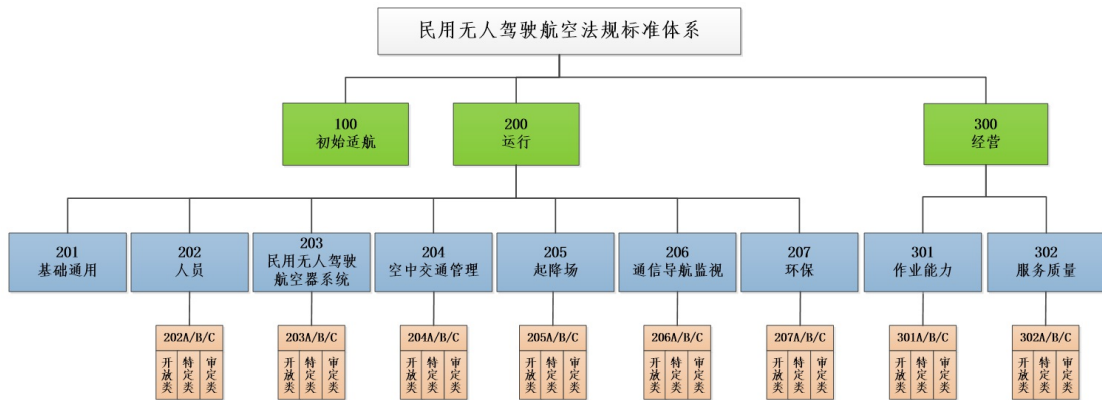 民用无人驾驶航空法规标准体系
100
初始适航
200
运行
300
经营
201
基础通用
202
人员
203
民用无人驾驶
航空器系统
204
空中交通管理
205
起降场
206
通信导航监视
207
环保
301
作业能力
302
服务质量
202A/B/C
开放类
特定类
审定类
203A/B/C
开放类
特定类
审定类
204A/B/C
开放类
特定类
审定类
205A/B/C
开放类
特定类
审定类
206A/B/C
开放类
特定类
审定类
207A/B/C
开放类
特定类
审定类
301A/B/C
开放类
特定类
审定类
302A/B/C
开放类
特定类
审定类